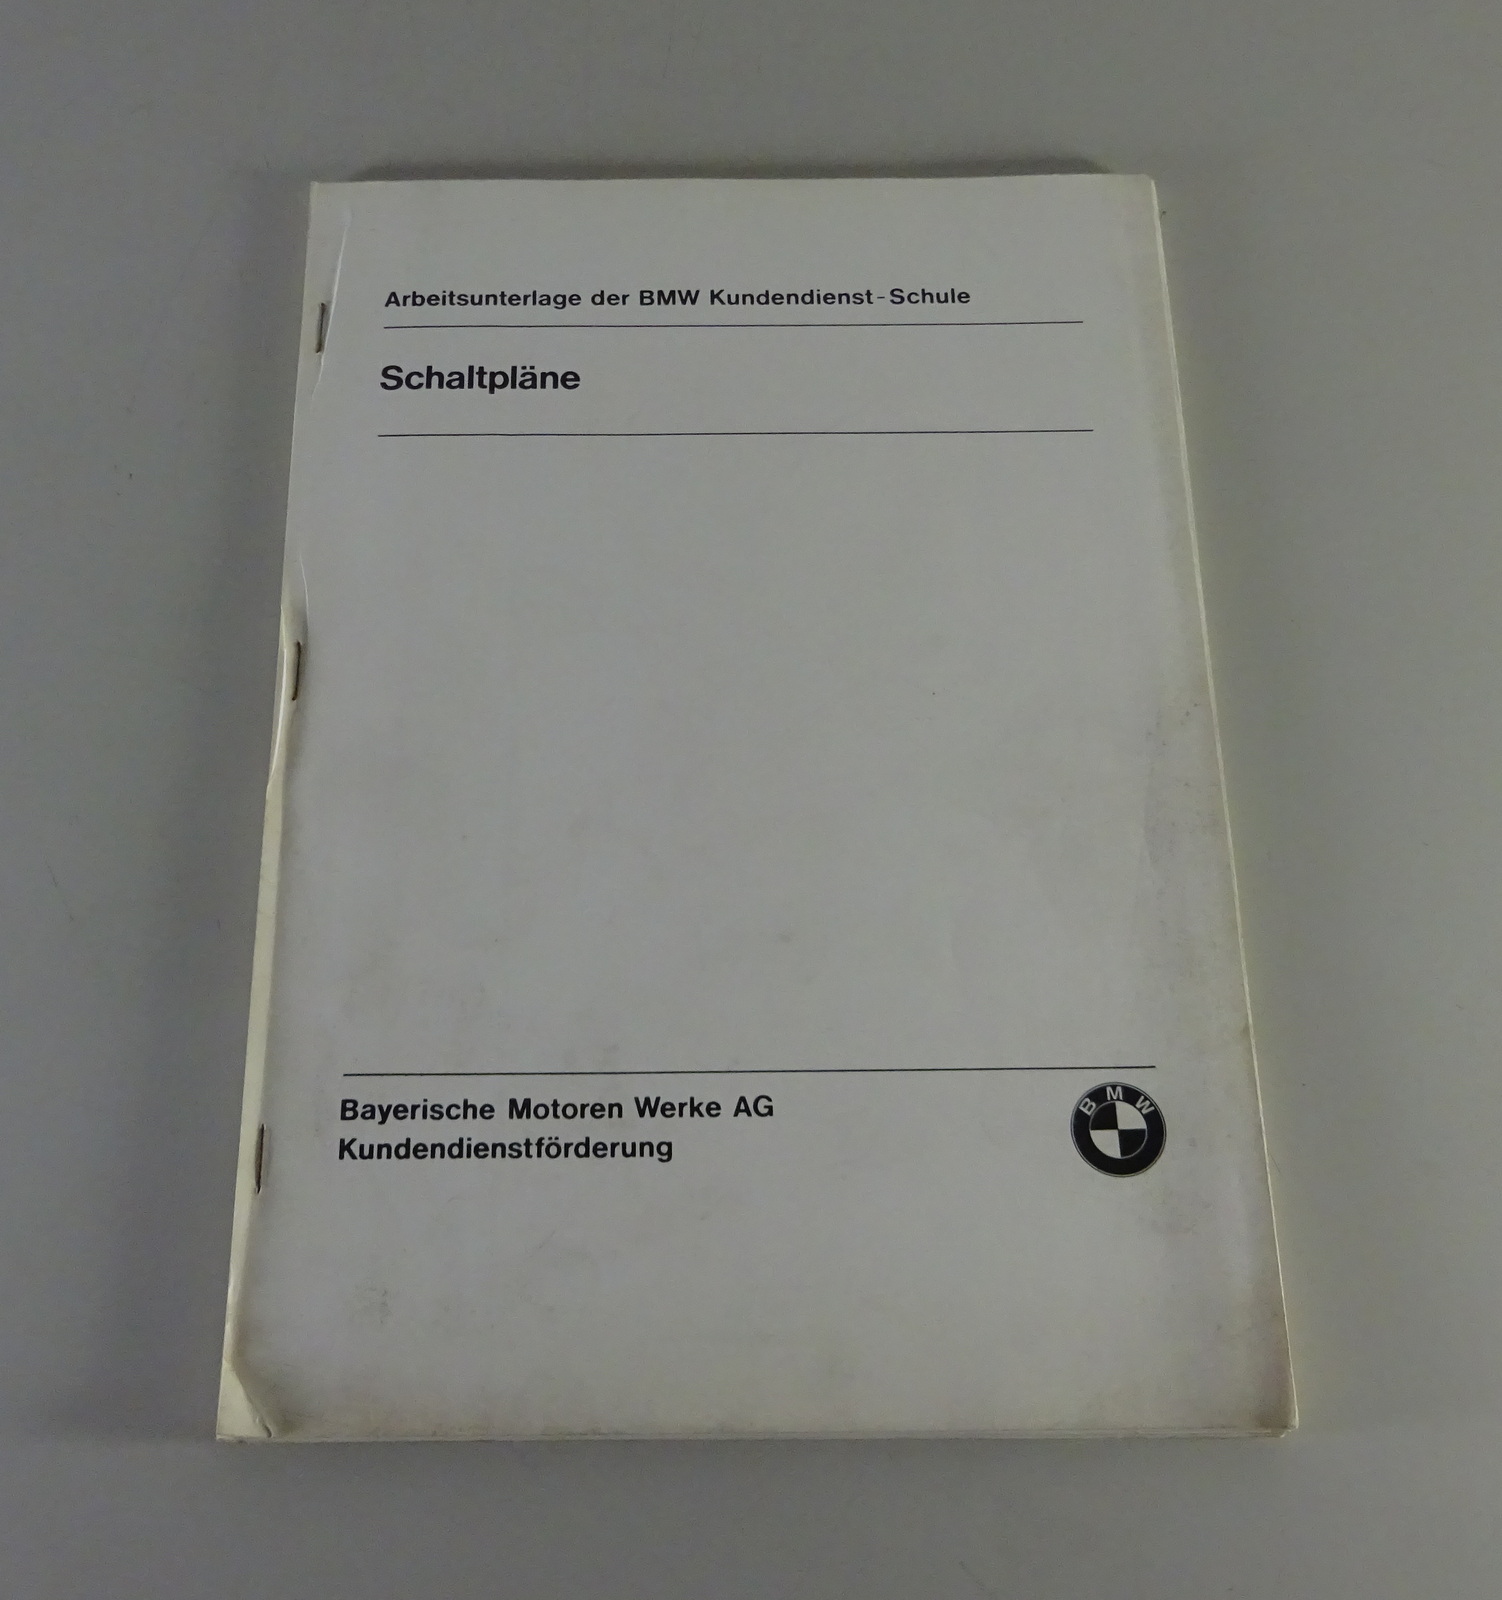 Arbeitsunterlage der BMW Kundendienst-Schule
Schaltpläne
Bayerische Motoren Werke AG
Kundendienstförderung
BMW